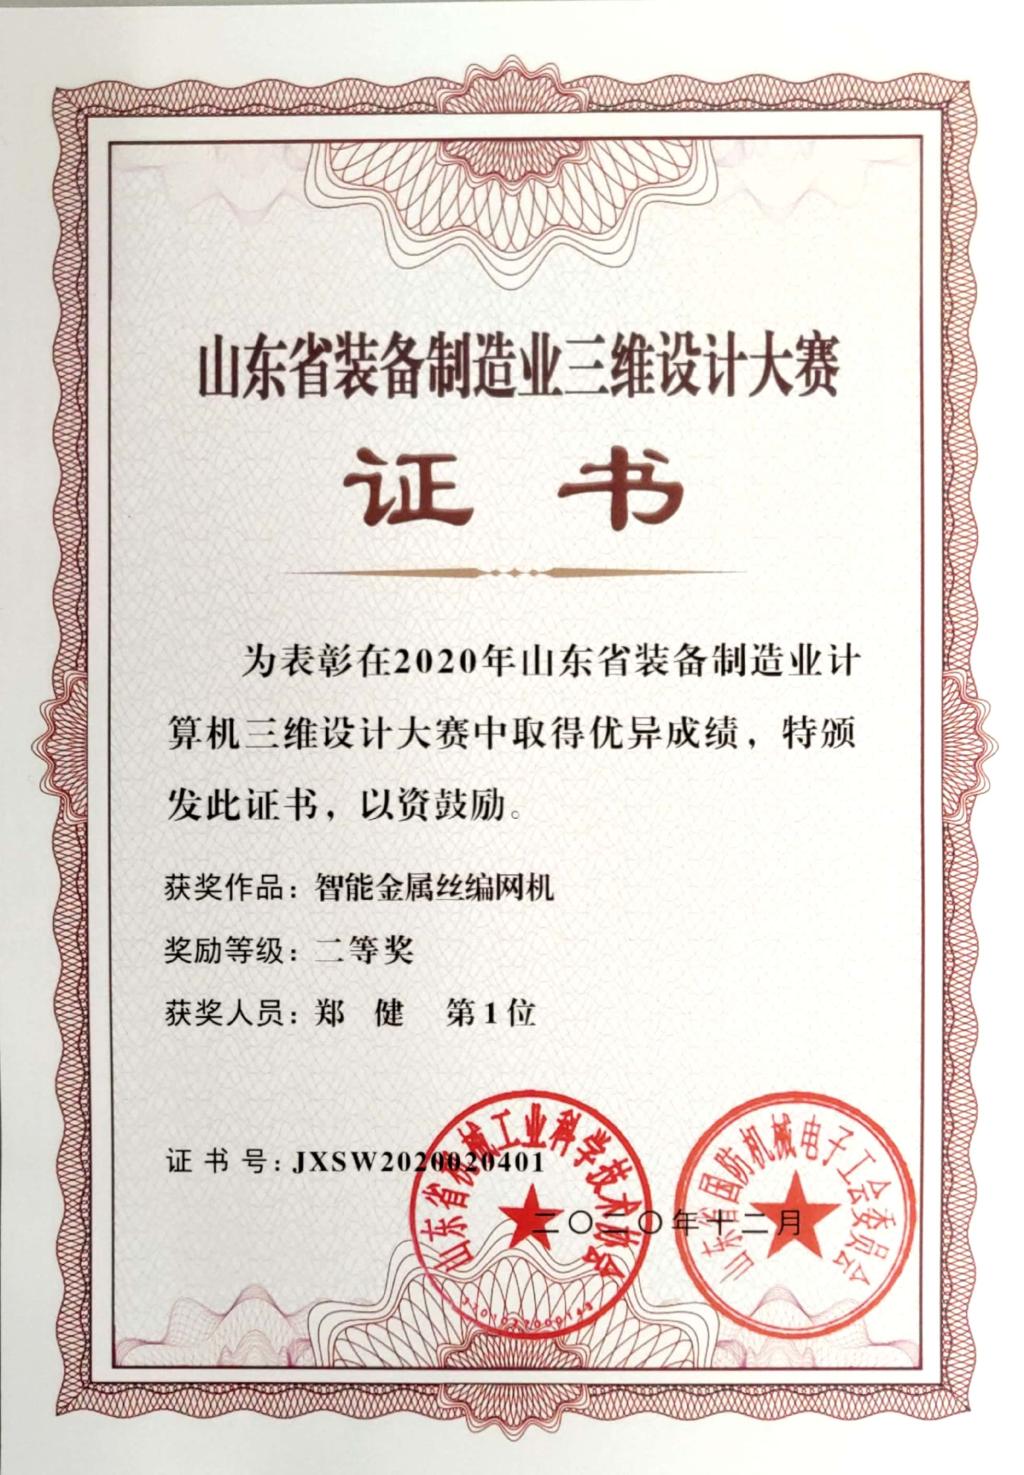 山东省装备制造业三维设计大赛
证 书
为表彰在2020年山东省装备制造业计
算机三维设计大赛中取得优异成绩，特颁
发此证书，以资鼓励。
获奖作品：智能金属丝编网机
奖励等级：二等奖
获奖人员：郑 健 第1位
证 书 号：JXSW2020020401
二〇二〇年十二月
山东省机械工业科学技术协会
山东省国防机械电子工会委员会